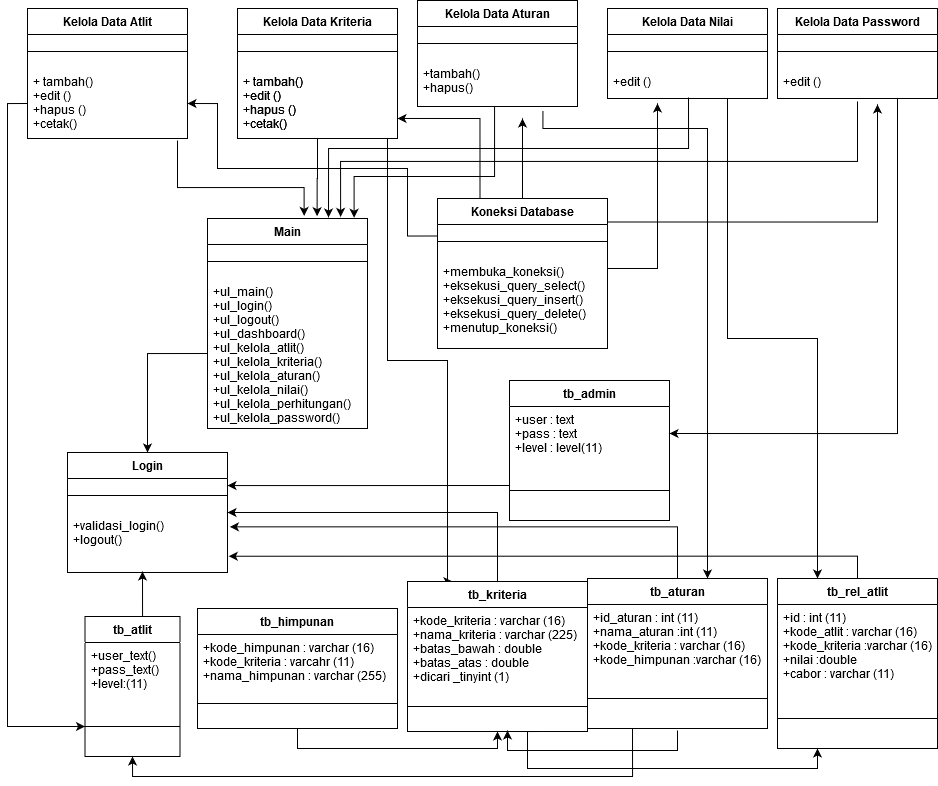 Kelola Data Atlit
+ tambah()
+edit ()
+hapus ()
+cetak()
Kelola Data Kriteria
+ tambah()
+edit ()
+hapus ()
+cetak()
Kelola Data Aturan
+tambah()
+hapus()
Kelola Data Nilai
+edit ()
Kelola Data Password
+edit ()
Koneksi Database
+membuka_koneksi()
+eksekusi_query_select()
+eksekusi_query_insert()
+eksekusi_query_delete()
+menutup_koneksi()
Main
+ul_main()
+ul_login()
+ul_logout()
+ul_dashboard()
+ul_kelola_atlit()
+ul_kelola_kriteria()
+ul_kelola_aturan()
+ul_kelola_nilai()
+ul_kelola_perhitungan()
+ul_kelola_password()
tb_admin
+user : text
+pass : text
+level : level(11)
Login
+validasi_login()
+logout()
tb_atlit
+user_text()
+pass_text()
+level:(11)
tb_himpunan
+kode_himpunan : varchar (16)
+kode_kriteria : varcahr (11)
+nama_himpunan : varchar (255)
tb_kriteria
+kode_kriteria : varchar (16)
+nama_kriteria : varchar (225)
+batas_bawah : double
+batas_atas : double
+dicari _tinyint (1)
tb_aturan
+id_aturan : int (11)
+nama_aturan :int (11)
+kode_kriteria : varchar (16)
+kode_himpunan :varchar (16)
tb_rel_atlit
+id : int (11)
+kode_atlit : varchar (16)
+kode_kriteria :varchar (16)
+nilai :double
+cabor : varchar (11)